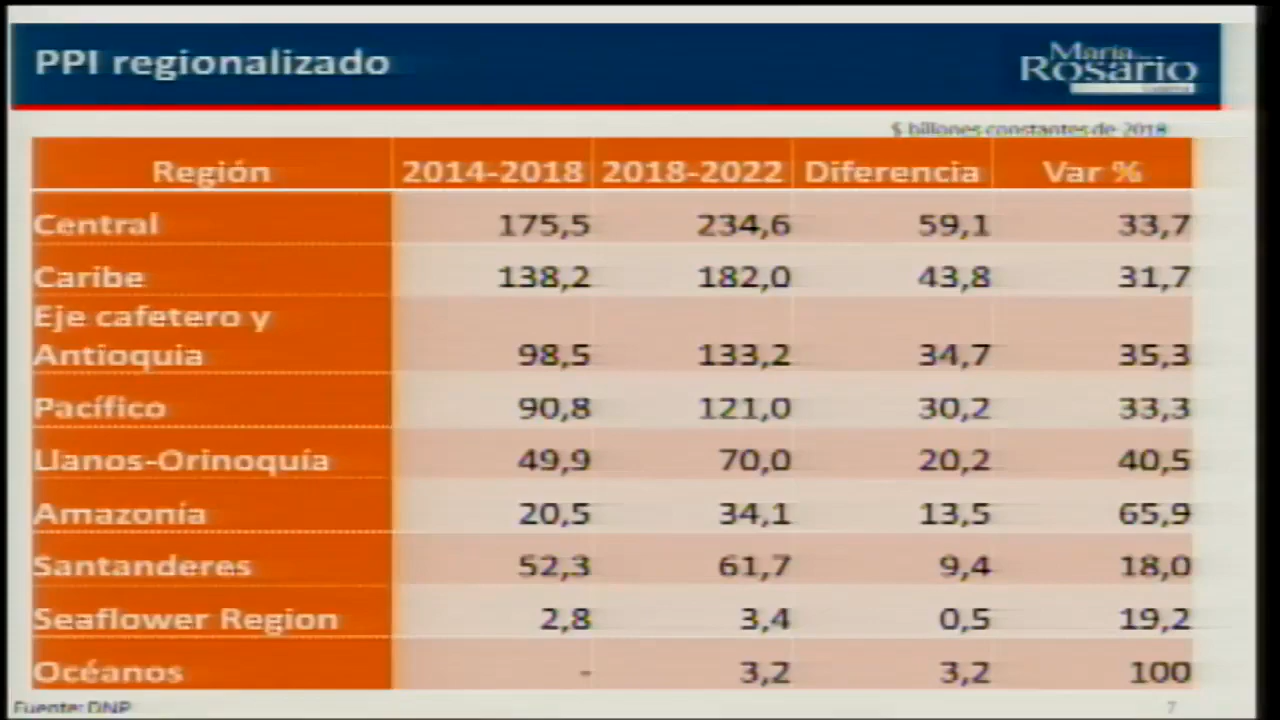 PPI regionalizado
María
Rosario
$ billones constantes de 2018
Región 2014-2018 2018-2022 Diferencia Var %
Central 175,5 234,6 59,1 33,7
Caribe 138,2 182,0 43,8 31,7
Eje cafetero y
Antioquia 98,5 133,2 34,7 35,3
Pacífico 90,8 121,0 30,2 33,3
Llanos-Orinoquía 49,9 70,0 20,2 40,5
Amazonía 20,5 34,1 13,5 65,9
Santanderes 52,3 61,7 9,4 18,0
Seaflower Region 2,8 3,4 0,5 19,2
Océanos - 3,2 3,2 100
Fuente: DNP
7